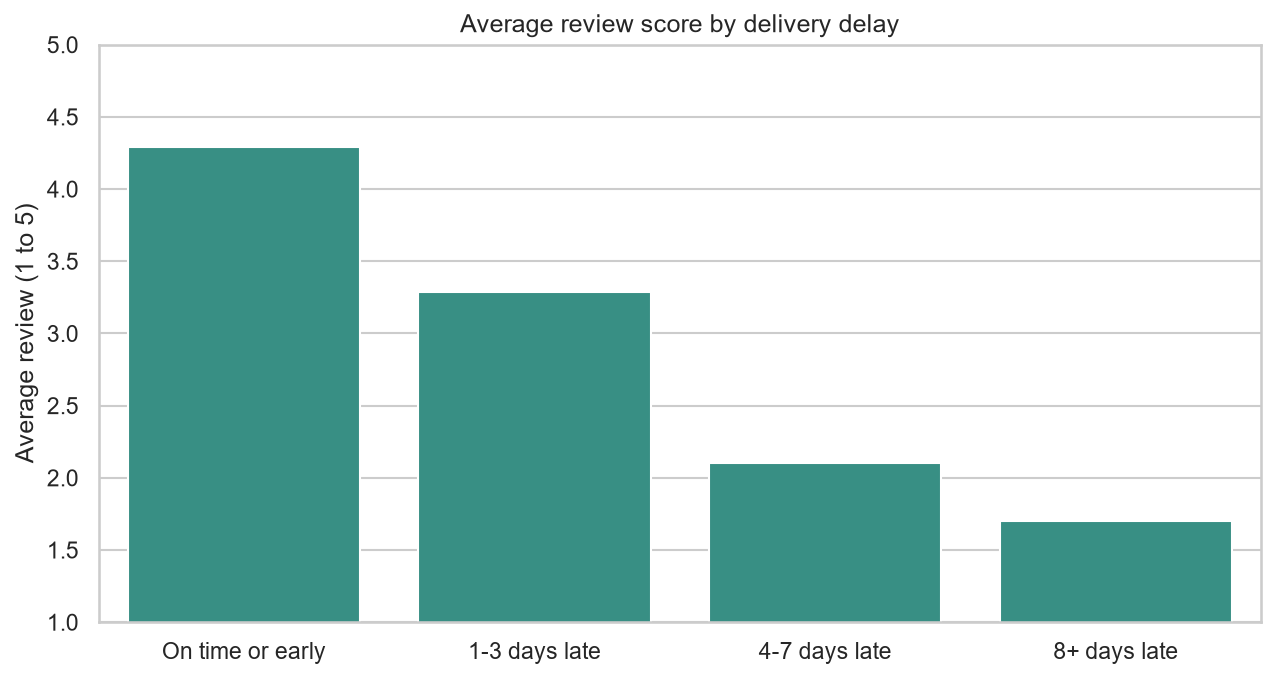 Average review score by delivery delay
5.0
4.5
4.0
3.5
3.0
2.5
2.0
1.5
1.0
Average review (1 to 5)
On time or early
1-3 days late
4-7 days late
8+ days late